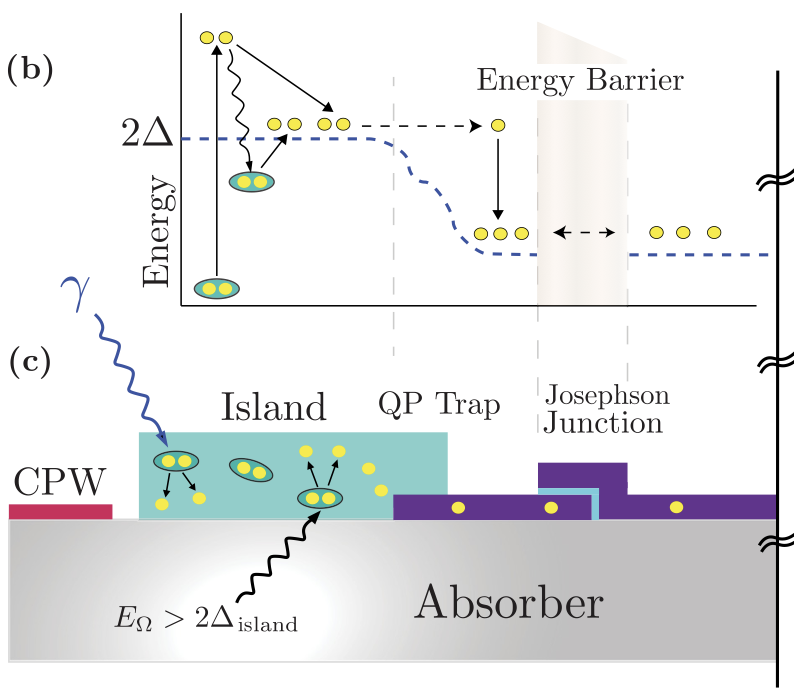 (b)
Energy Barrier
2Δ
Energy
γ
(c)
Island
QP Trap
Josephson
Junction
CPW
E_Ω > 2Δ_island
Absorber